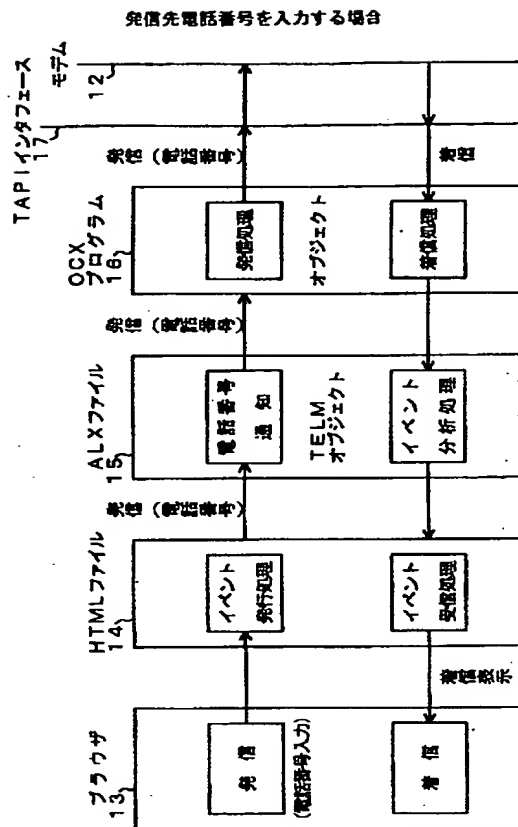 発信先電話番号を入力する場合
ブラウザ
13
発信
(電話番号入力)
着信
HTMLファイル
14
イベント
発行処理
イベント
受信処理
着信表示
発信(電話番号)
ALXファイル
15
電話番号
通知
TELM
オブジェクト
イベント
分析処理
発信(電話番号)
OCX
プログラム
16
発信処理
オブジェクト
着信処理
発信(電話番号)
着信
TAPIインタフェース
17
モデム
12